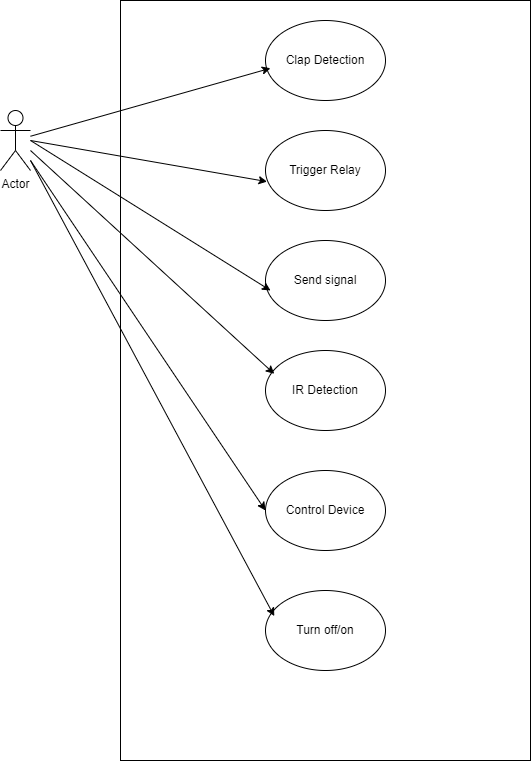 Clap Detection
Actor
Trigger Relay
Send signal
IR Detection
Control Device
Turn off/on